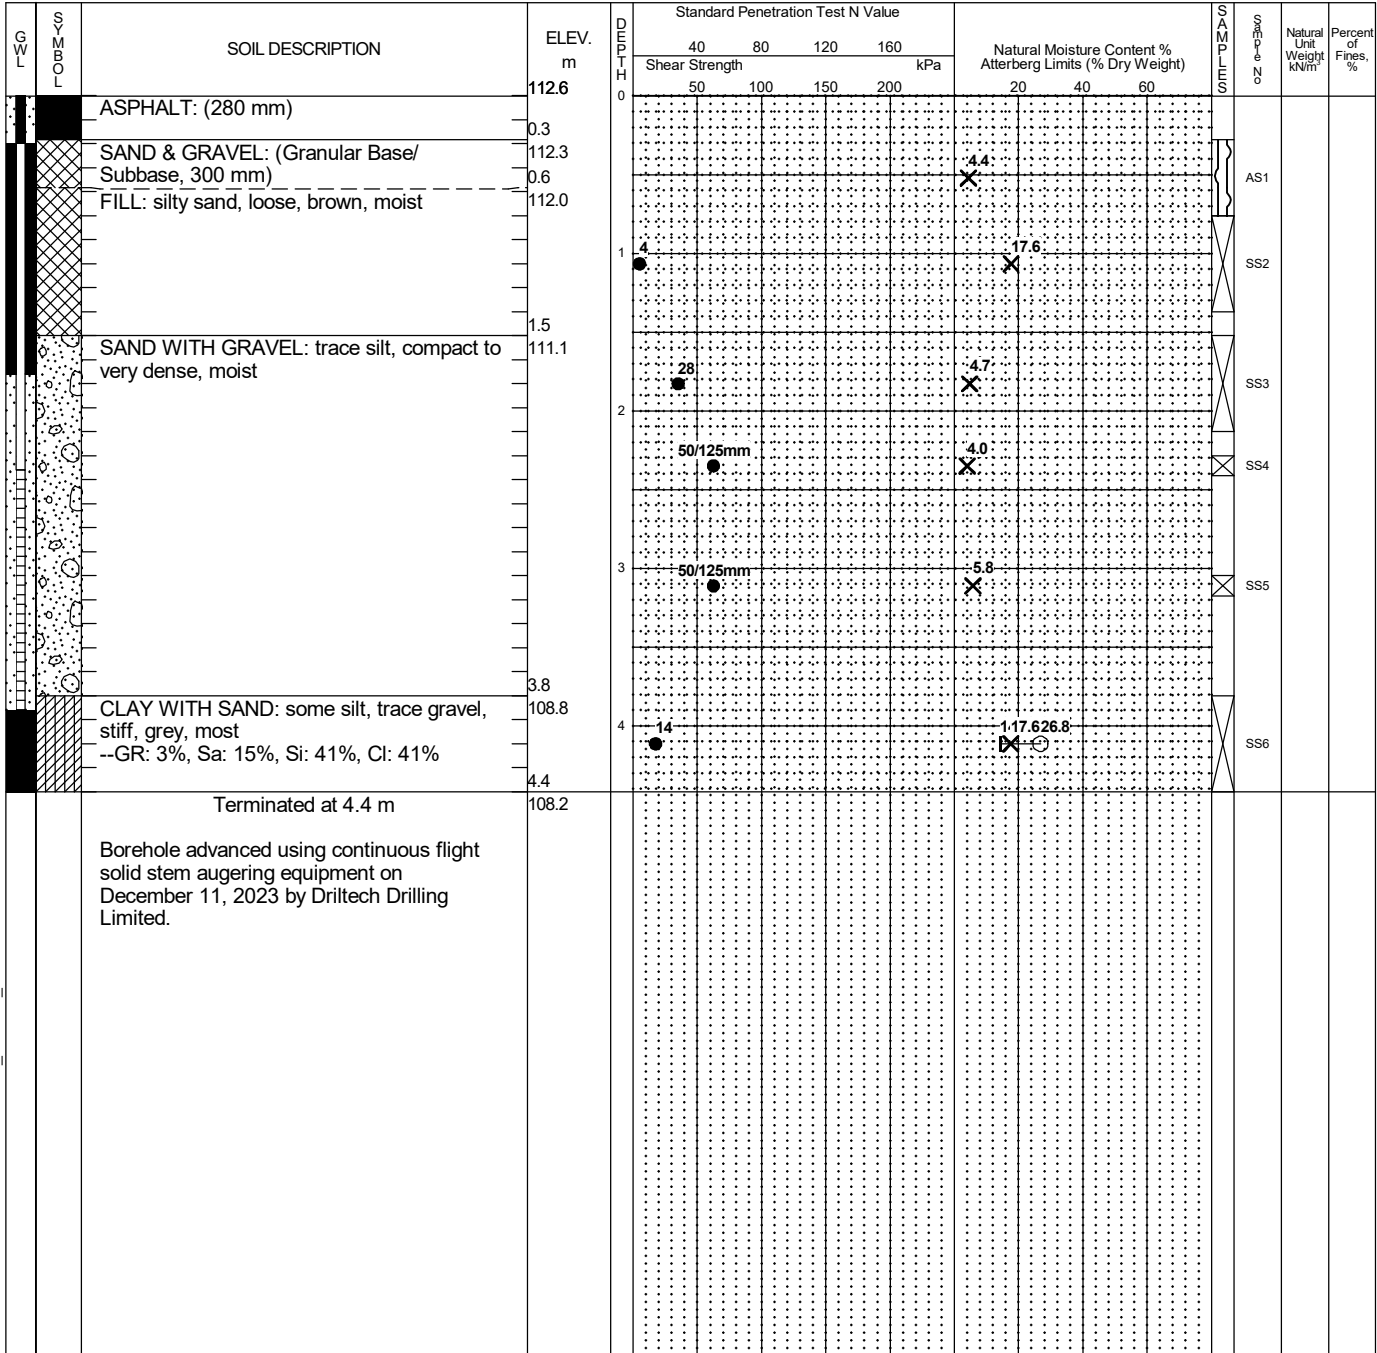 GWL
SYMBOL
SOIL DESCRIPTION
ELEV.
m
112.6
DEPTH
Standard Penetration Test N Value
40 80 120 160
Shear Strength kPa
50 100 150 200
Natural Moisture Content %
Atterberg Limits (% Dry Weight)
20 40 60
SAMPLES
Sample No
Natural
Unit
Weight
kN/m³
Percent
of
Fines,
%
0
ASPHALT: (280 mm)
0.3
SAND & GRAVEL: (Granular Base/
112.3
Subbase, 300 mm)
0.6
4.4
AS1
FILL: silty sand, loose, brown, moist
112.0
1
4
17.6
SS2
1.5
SAND WITH GRAVEL: trace silt, compact to
111.1
very dense, moist
28
4.7
SS3
2
50/125mm
4.0
SS4
3
50/125mm
5.8
SS5
3.8
CLAY WITH SAND: some silt, trace gravel,
108.8
stiff, grey, most
4
14
17.6
26.8
SS6
--GR: 3%, Sa: 15%, Si: 41%, Cl: 41%
4.4
Terminated at 4.4 m
108.2
Borehole advanced using continuous flight
solid stem augering equipment on
December 11, 2023 by Driltech Drilling
Limited.